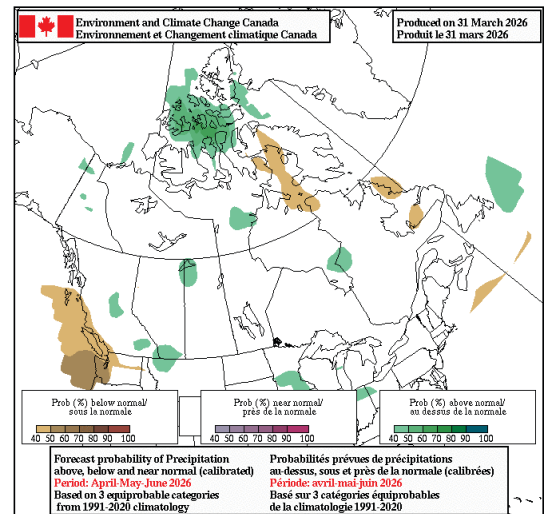 Environment and Climate Change Canada
Environnement et Changement climatique Canada
Produced on 31 March 2026
Produit le 31 mars 2026
Prob (%) below normal/
sous la normale
40 50 60 70 80 90 100
Prob (%) near normal/
près de la normale
40 50 60 70 80 90 100
Prob (%) above normal/
au dessus de la normale
40 50 60 70 80 90 100
Forecast probability of Precipitation
above, below and near normal (calibrated)
Period: April-May-June 2026
Based on 3 equiprobable categories
from 1991-2020 climatology
Probabilités prévues de précipitations
au-dessus, sous et près de la normale (calibrées)
Période: avril-mai-juin 2026
Basé sur 3 catégories équiprobables
de la climatologie 1991-2020